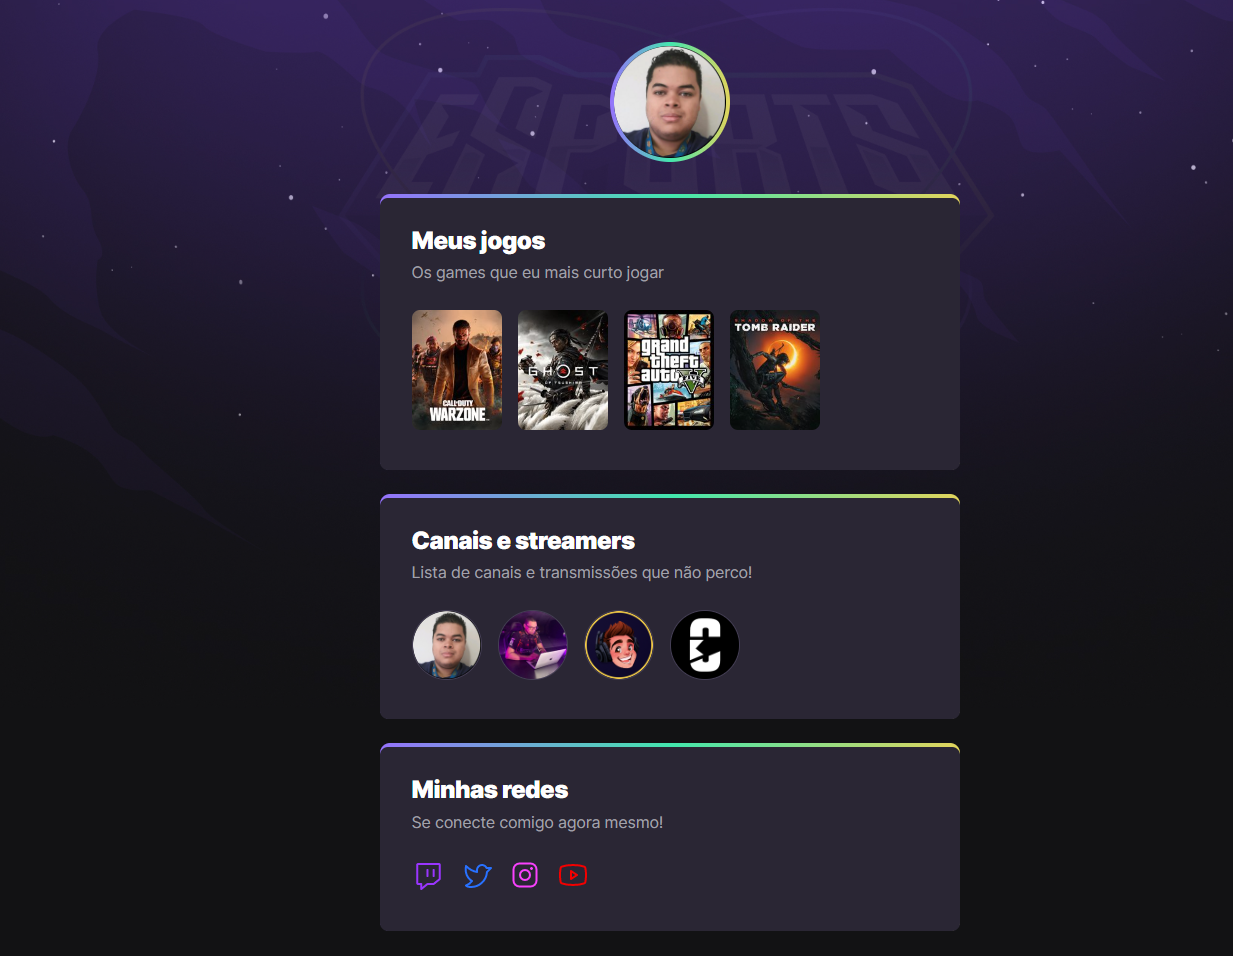 ESPORTS
Meus jogos
Os games que eu mais curto jogar
CALL OF DUTY
WARZONE
GHOST
OF TSUSHIMA
grand
theft
auto
V
SHADOW OF THE
TOMB RAIDER
Canais e streamers
Lista de canais e transmissões que não perco!
Minhas redes
Se conecte comigo agora mesmo!